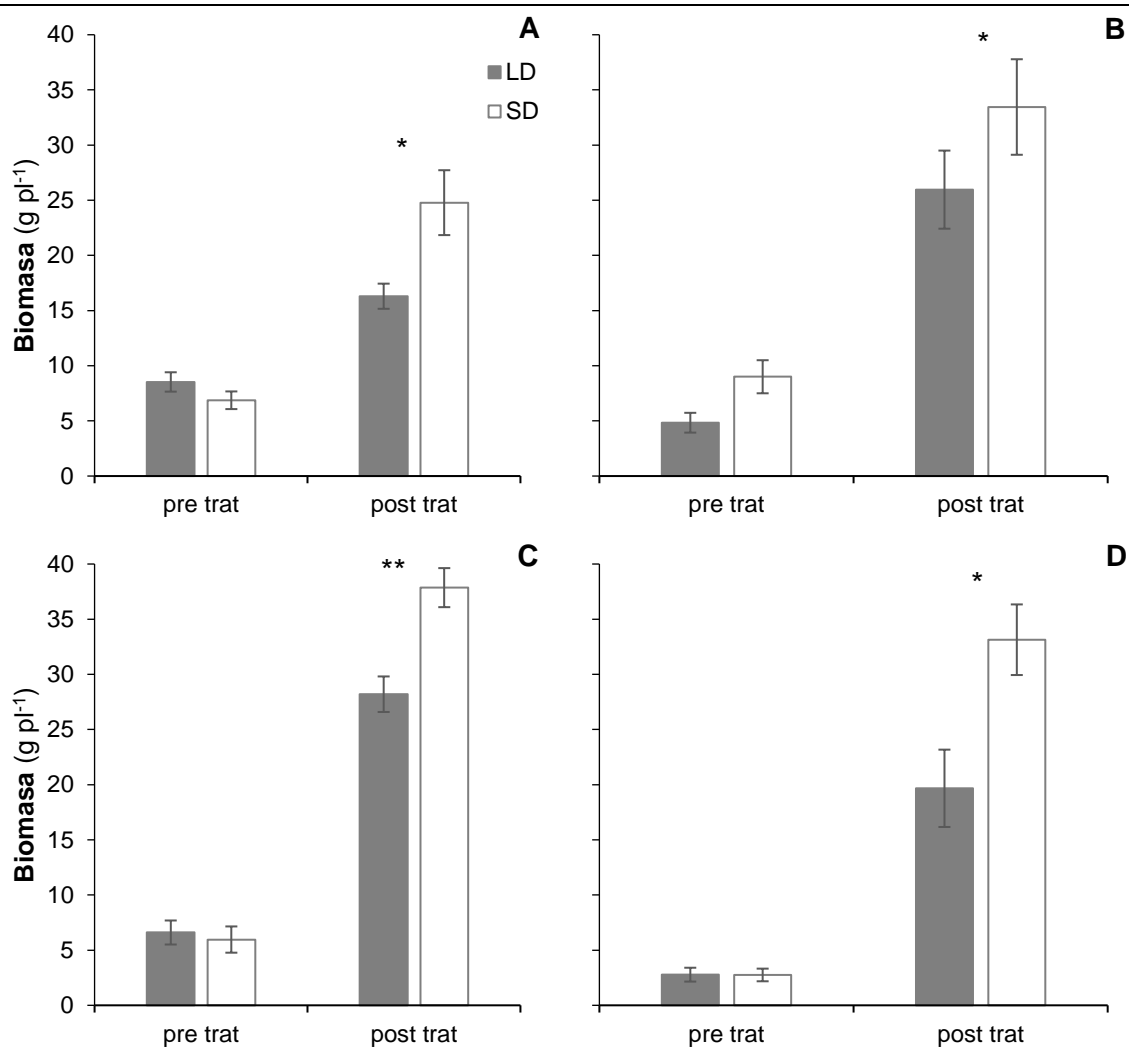 A
40
35
30
25
20
15
10
5
0
Biomasa (g pl-1)
LD
SD
*
pre trat
post trat
B
*
pre trat
post trat
C
40
35
30
25
20
15
10
5
0
Biomasa (g pl-1)
**
pre trat
post trat
D
*
pre trat
post trat